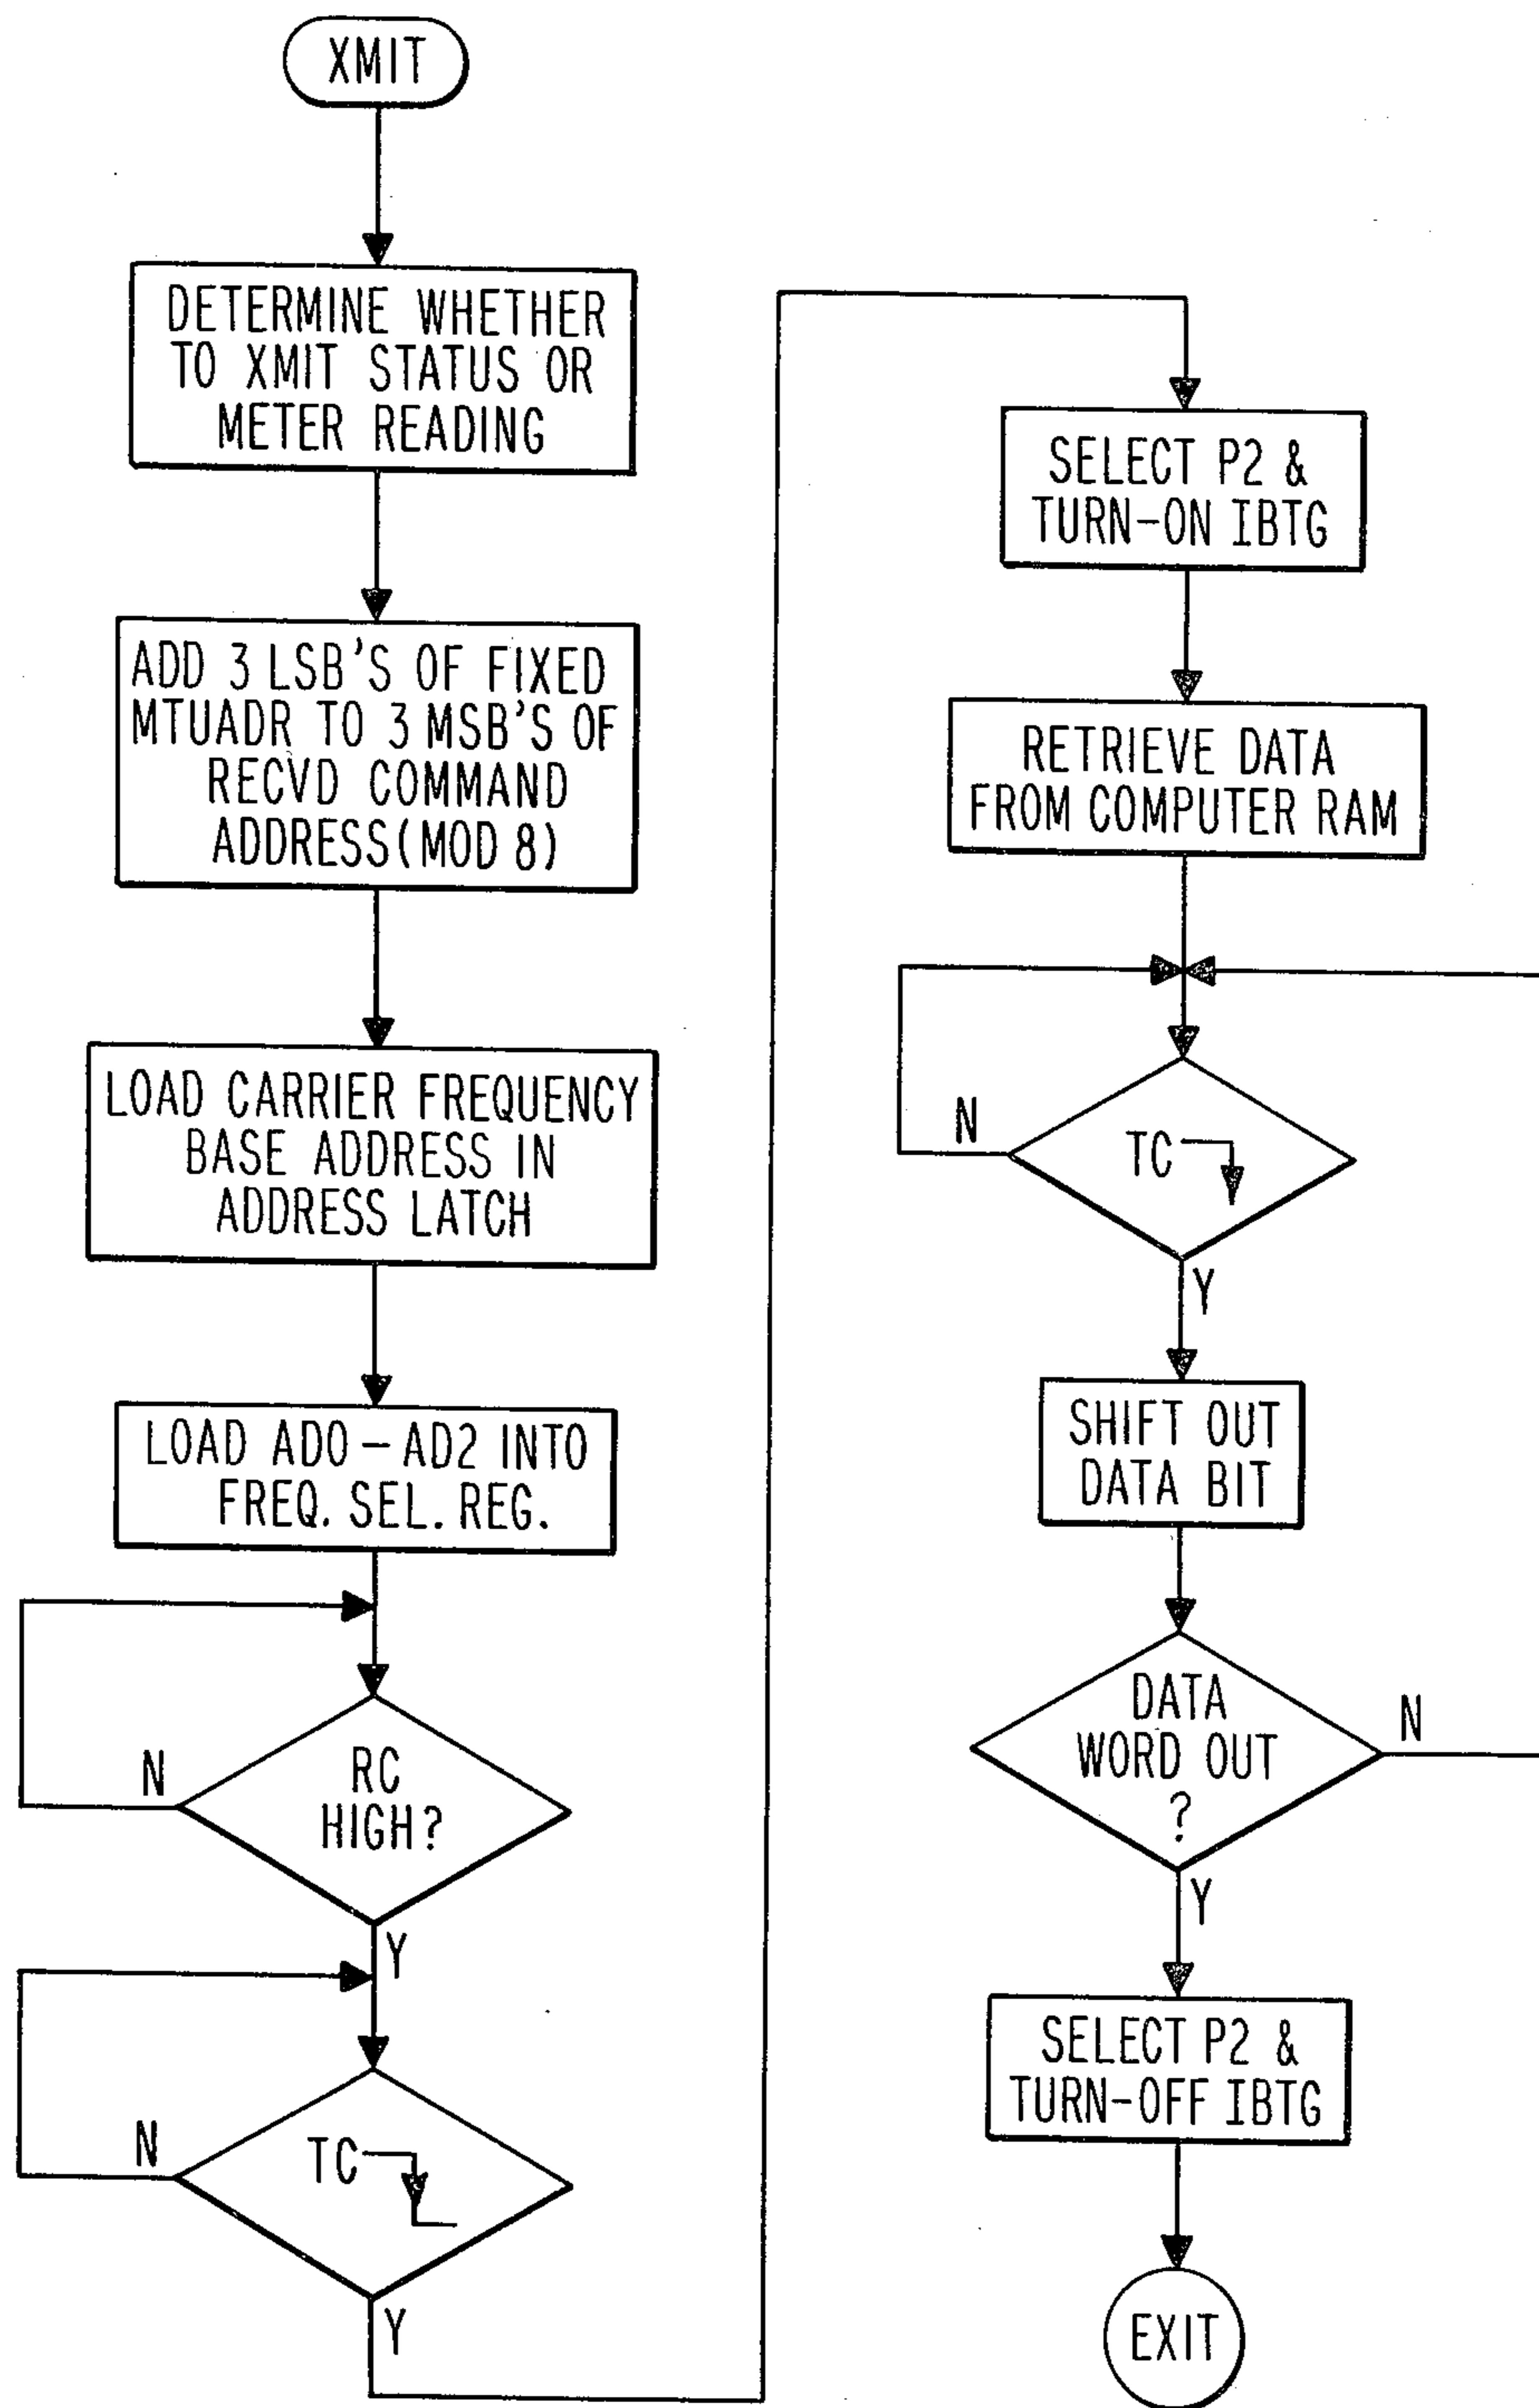 XMIT
DETERMINE WHETHER
TO XMIT STATUS OR
METER READING
ADD 3 LSB'S OF FIXED
MTUADR TO 3 MSB'S OF
RECVD COMMAND
ADDRESS(MOD 8)
LOAD CARRIER FREQUENCY
BASE ADDRESS IN
ADDRESS LATCH
LOAD AD0 – AD2 INTO
FREQ. SEL. REG.
N
RC
HIGH?
Y
N
TC
Y
SELECT P2 &
TURN-ON IBTG
RETRIEVE DATA
FROM COMPUTER RAM
N
TC
Y
SHIFT OUT
DATA BIT
DATA
WORD OUT
?
N
Y
SELECT P2 &
TURN-OFF IBTG
EXIT